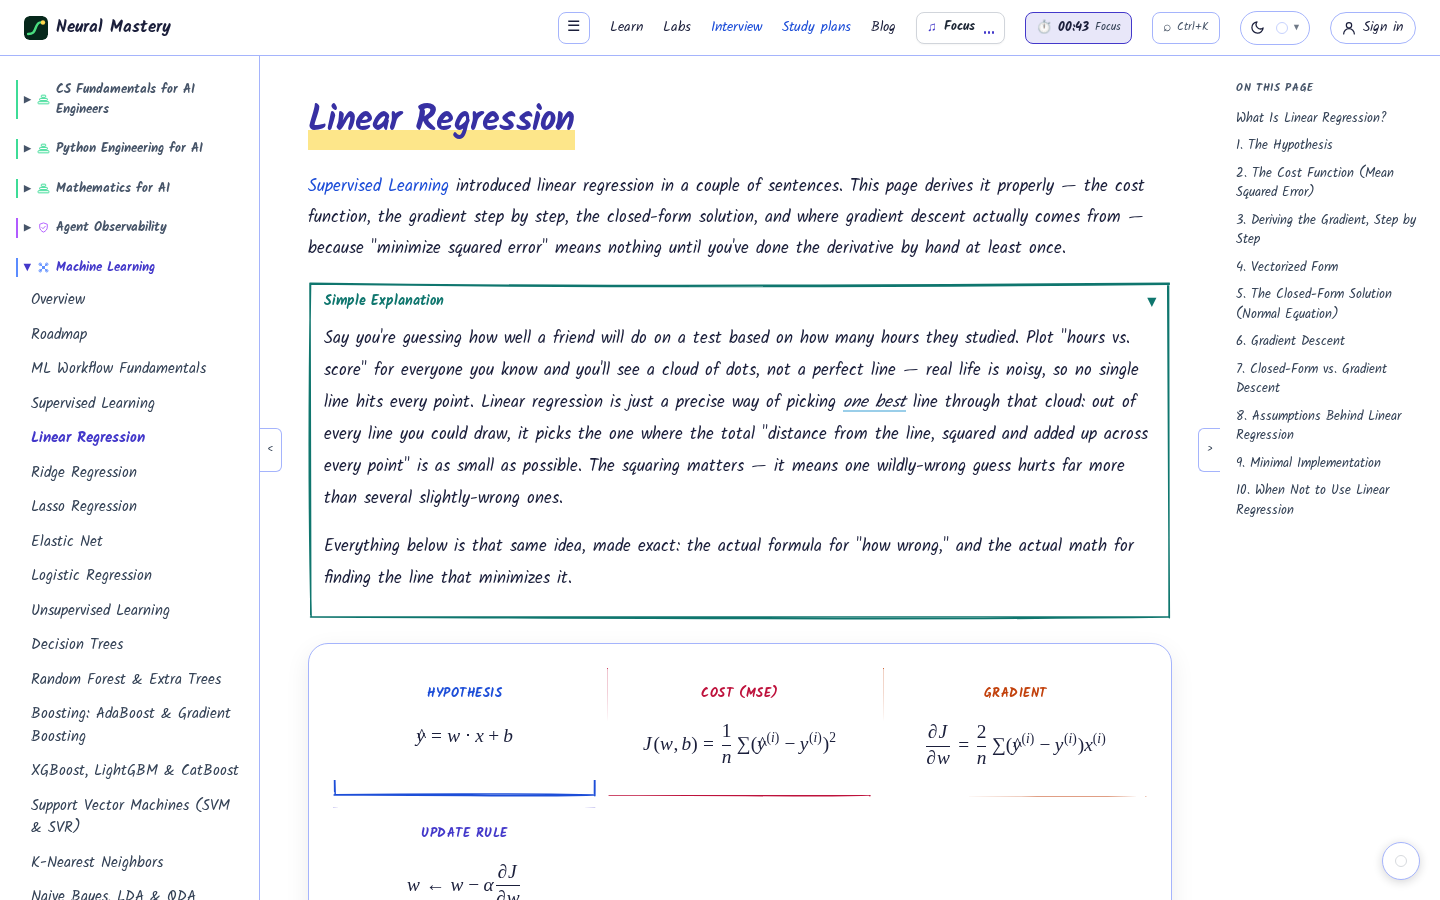 Neural Mastery
☰ Learn Labs Interview Study plans Blog ♫ Focus ... ⏱ 00:43 Focus ⌕ Ctrl+K ▾ Sign in
▶ CS Fundamentals for AI
Engineers
▶ Python Engineering for AI
▶ Mathematics for AI
▶ Agent Observability
▼ Machine Learning
Overview
Roadmap
ML Workflow Fundamentals
Supervised Learning
Linear Regression
Ridge Regression
Lasso Regression
Elastic Net
Logistic Regression
Unsupervised Learning
Decision Trees
Random Forest & Extra Trees
Boosting: AdaBoost & Gradient
Boosting
XGBoost, LightGBM & CatBoost
Support Vector Machines (SVM
& SVR)
K-Nearest Neighbors
Naive Bayes, LDA & QDA
<
Linear Regression
Supervised Learning introduced linear regression in a couple of sentences. This page derives it properly — the cost
function, the gradient step by step, the closed-form solution, and where gradient descent actually comes from —
because "minimize squared error" means nothing until you've done the derivative by hand at least once.
Simple Explanation ▼
Say you're guessing how well a friend will do on a test based on how many hours they studied. Plot "hours vs.
score" for everyone you know and you'll see a cloud of dots, not a perfect line — real life is noisy, so no single
line hits every point. Linear regression is just a precise way of picking one best line through that cloud: out of
every line you could draw, it picks the one where the total "distance from the line, squared and added up across
every point" is as small as possible. The squaring matters — it means one wildly-wrong guess hurts far more
than several slightly-wrong ones.
Everything below is that same idea, made exact: the actual formula for "how wrong," and the actual math for
finding the line that minimizes it.
HYPOTHESIS
ŷ = w · x + b
COST (MSE)
J(w, b) = 1/n ∑(ŷ⁽ⁱ⁾ − y⁽ⁱ⁾)²
GRADIENT
∂J/∂w = 2/n ∑(ŷ⁽ⁱ⁾ − y⁽ⁱ⁾)x⁽ⁱ⁾
UPDATE RULE
w ← w − α ∂J/∂w
>
ON THIS PAGE
What Is Linear Regression?
1. The Hypothesis
2. The Cost Function (Mean
Squared Error)
3. Deriving the Gradient, Step by
Step
4. Vectorized Form
5. The Closed-Form Solution
(Normal Equation)
6. Gradient Descent
7. Closed-Form vs. Gradient
Descent
8. Assumptions Behind Linear
Regression
9. Minimal Implementation
10. When Not to Use Linear
Regression